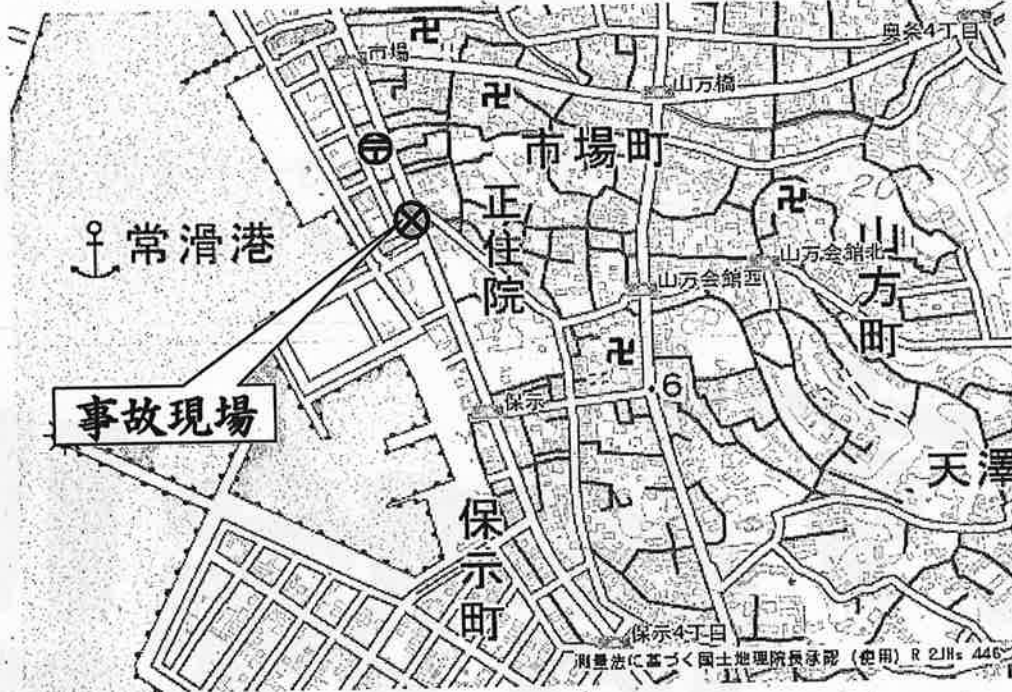 奥条4丁目
市場
山方橋
市場町
正住院
常滑港
山方会館北
山方会館西
山方町
20
事故現場
保示
6
天澤
保示町
保示4丁目
測量法に基づく国土地理院長承認（使用）R 2JHs 446